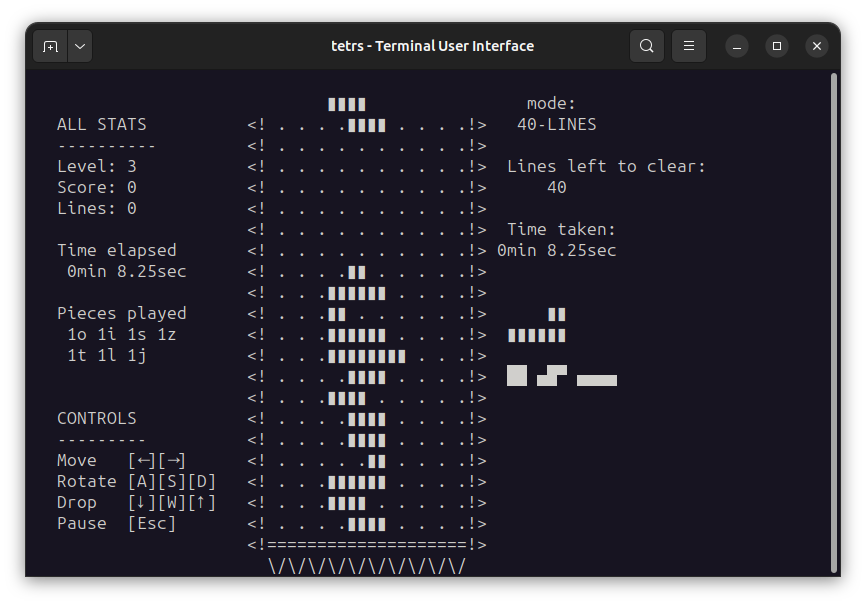 tetrs - Terminal User Interface
mode:
ALL STATS <! . . . .▮▮▮▮ . . . .!> 40-LINES
---------- <! . . . . . . . . . .!>
Level: 3 <! . . . . . . . . . .!> Lines left to clear:
Score: 0 <! . . . . . . . . . .!> 40
Lines: 0 <! . . . . . . . . . .!>
<! . . . . . . . . . .!> Time taken:
Time elapsed <! . . . . . . . . . .!> 0min 8.25sec
0min 8.25sec <! . . . .▮▮ . . . . .!>
<! . . .▮▮▮▮▮▮ . . . .!>
Pieces played <! . . .▮▮ . . . . . .!> ▮▮
1o 1i 1s 1z <! . . .▮▮▮▮▮▮ . . . .!> ▮▮▮▮▮▮
1t 1l 1j <! . . .▮▮▮▮▮▮▮▮ . . .!>
<! . . . .▮▮▮▮ . . . .!>
<! . . .▮▮▮▮ . . . . .!>
CONTROLS <! . . . .▮▮▮▮ . . . .!>
--------- <! . . . .▮▮▮▮ . . . .!>
Move [←][→] <! . . . . .▮▮ . . . .!>
Rotate [A][S][D] <! . . .▮▮▮▮▮▮ . . . .!>
Drop [↓][W][↑] <! . . .▮▮▮▮ . . . . .!>
Pause [Esc] <! . . . .▮▮▮▮ . . . .!>
<!====================!>
\/\/\/\/\/\/\/\/\/\/